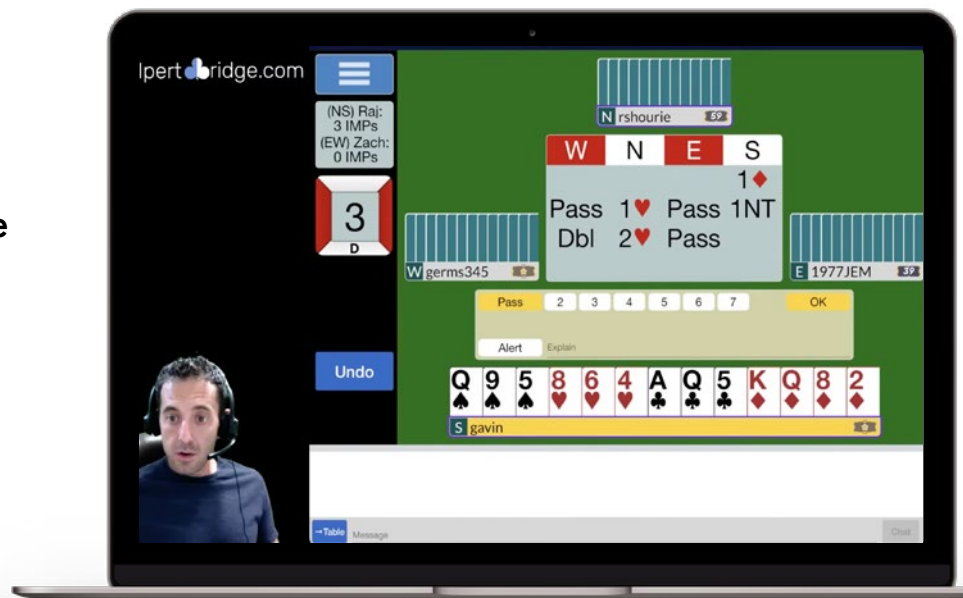 e
lpert bridge.com
(NS) Raj:
3 IMPs
(EW) Zach:
0 IMPs
3
D
N rshourie 59
W N E S
1♦
Pass 1♥ Pass 1NT
Dbl 2♥ Pass
W germs345
E 1977JEM 39
Pass 2 3 4 5 6 7 OK
Alert Explain
Undo
Q 9 5 8 6 4 A Q 5 K Q 8 2
♠ ♠ ♠ ♥ ♥ ♥ ♣ ♣ ♣ ♦ ♦ ♦ ♦
S gavin
→Table Message Chat